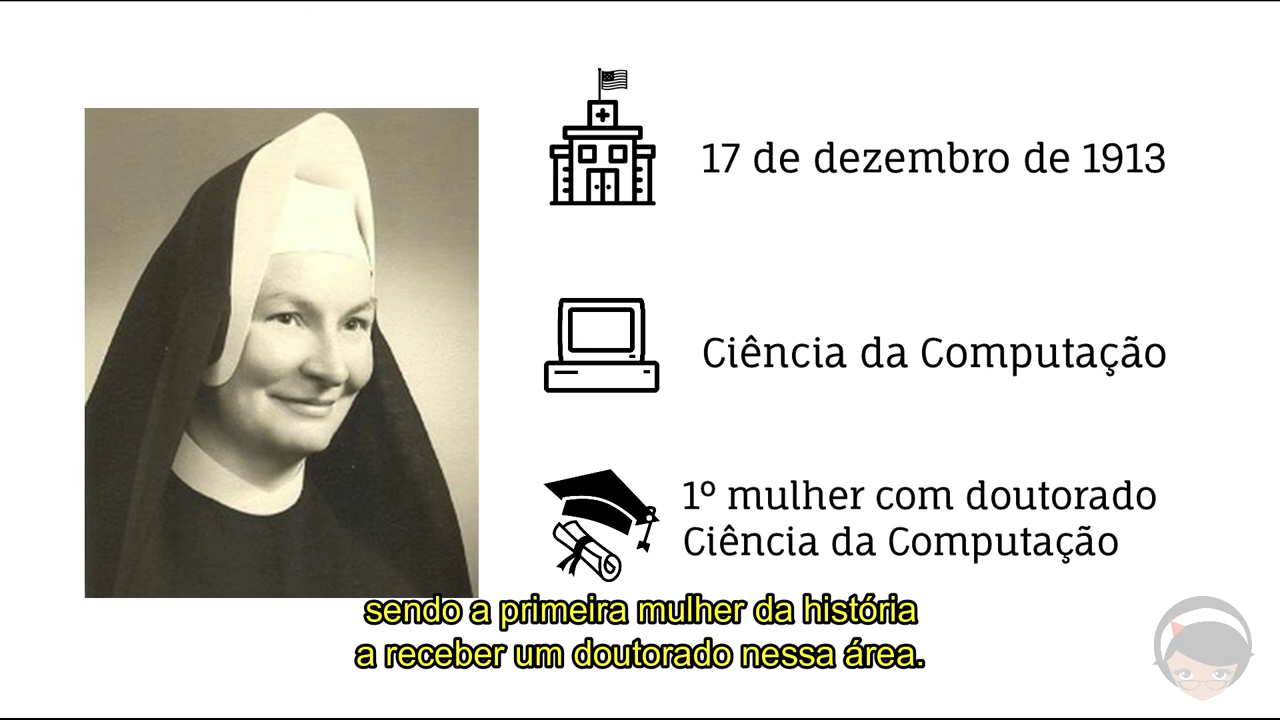 17 de dezembro de 1913
Ciência da Computação
1º mulher com doutorado
Ciência da Computação
sendo a primeira mulher da história
a receber um doutorado nessa área.